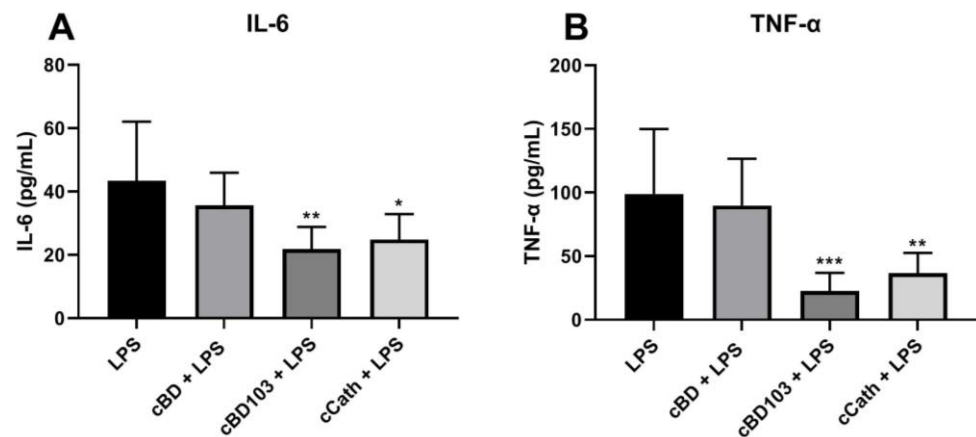 A
IL-6
IL-6 (pg/mL)
80
60
40
20
0
**
*
LPS
cBD + LPS
cBD103 + LPS
cCath + LPS
B
TNF-α
TNF-α (pg/mL)
200
150
100
50
0
***
**
LPS
cBD + LPS
cBD103 + LPS
cCath + LPS